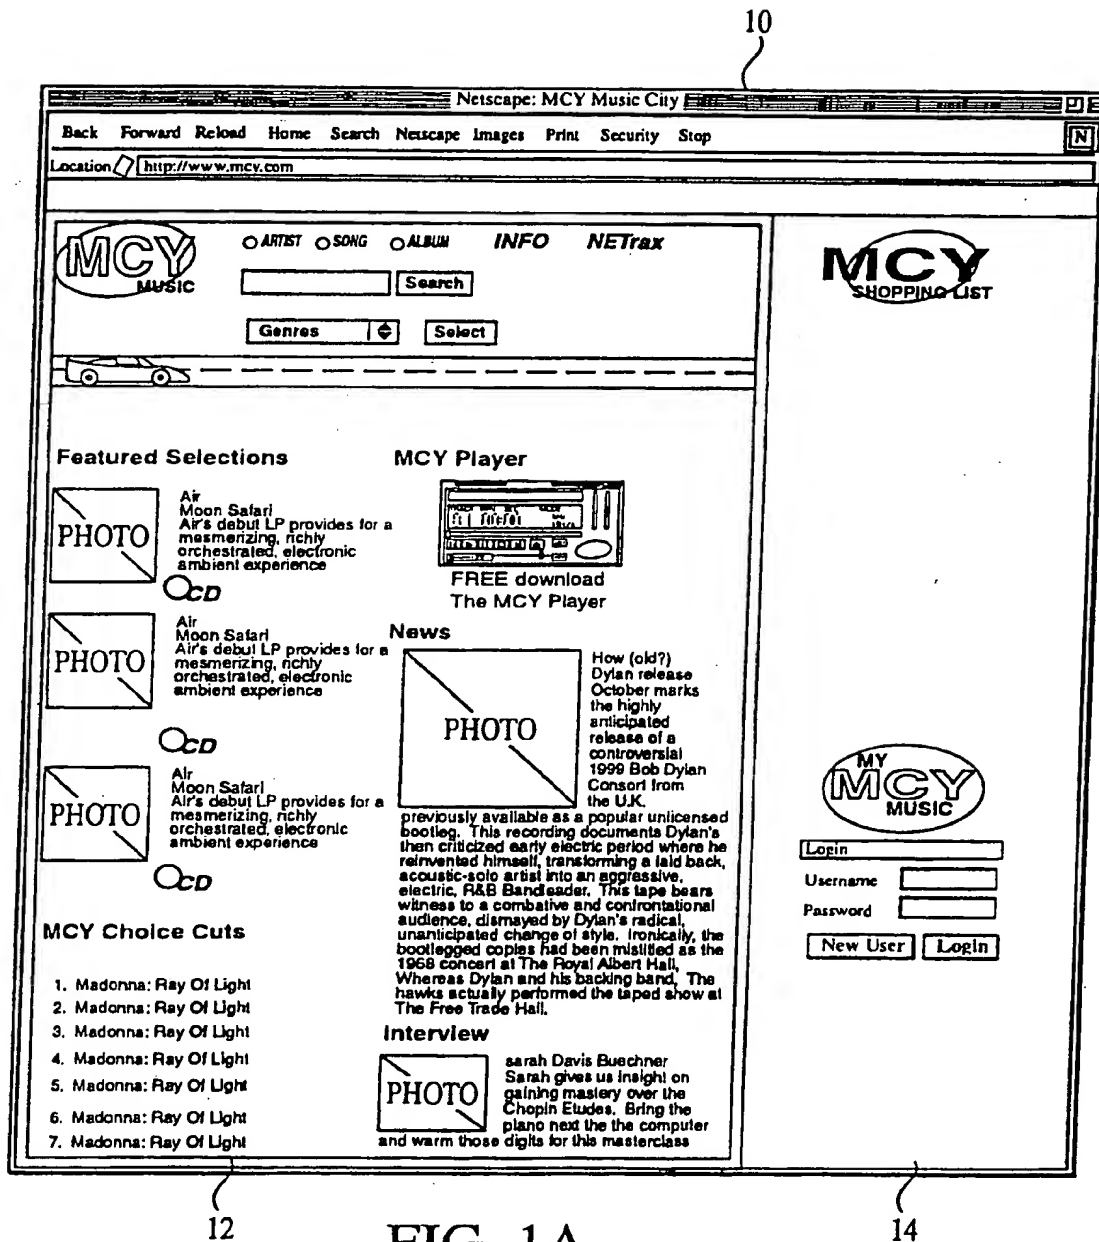 10
Netscape: MCY Music City
Back Forward Reload Home Search Netscape Images Print Security Stop
N
Location http://www.mcy.com
MCY
MUSIC
ARTIST SONG ALBUM INFO NETrax
Search
Genres Select
MCY
SHOPPING LIST
Featured Selections
PHOTO
Air
Moon Safari
Air's debut LP provides for a
mesmerizing, richly
orchestrated, electronic
ambient experience
CD
PHOTO
Air
Moon Safari
Air's debut LP provides for a
mesmerizing, richly
orchestrated, electronic
ambient experience
CD
PHOTO
Air
Moon Safari
Air's debut LP provides for a
mesmerizing, richly
orchestrated, electronic
ambient experience
CD
MCY Choice Cuts
1. Madonna: Ray Of Light
2. Madonna: Ray Of Light
3. Madonna: Ray Of Light
4. Madonna: Ray Of Light
5. Madonna: Ray Of Light
6. Madonna: Ray Of Light
7. Madonna: Ray Of Light
MCY Player
FREE download
The MCY Player
News
PHOTO
How (old?)
Dylan release
October marks
the highly
anticipated
release of a
controversial
1999 Bob Dylan
Consort from
the U.K.
previously available as a popular unlicensed
bootleg. This recording documents Dylan's
then criticized early electric period where he
reinvented himself, transforming a laid back,
acoustic-solo artist into an aggressive,
electric, R&B Bandleader. This tape bears
witness to a combative and confrontational
audience, dismayed by Dylan's radical,
unanticipated change of style. Ironically, the
bootlegged copies had been mistitled as the
1968 concert at The Royal Albert Hall,
Whereas Dylan and his backing band, The
hawks actually performed the taped show at
The Free Trade Hall.
Interview
PHOTO
sarah Davis Buechner
Sarah gives us insight on
gaining mastery over the
Chopin Etudes. Bring the
piano next the the computer
and warm those digits for this masterclass
MY
MCY
MUSIC
Login
Username
Password
New User Login
12
14
FIG. 1A